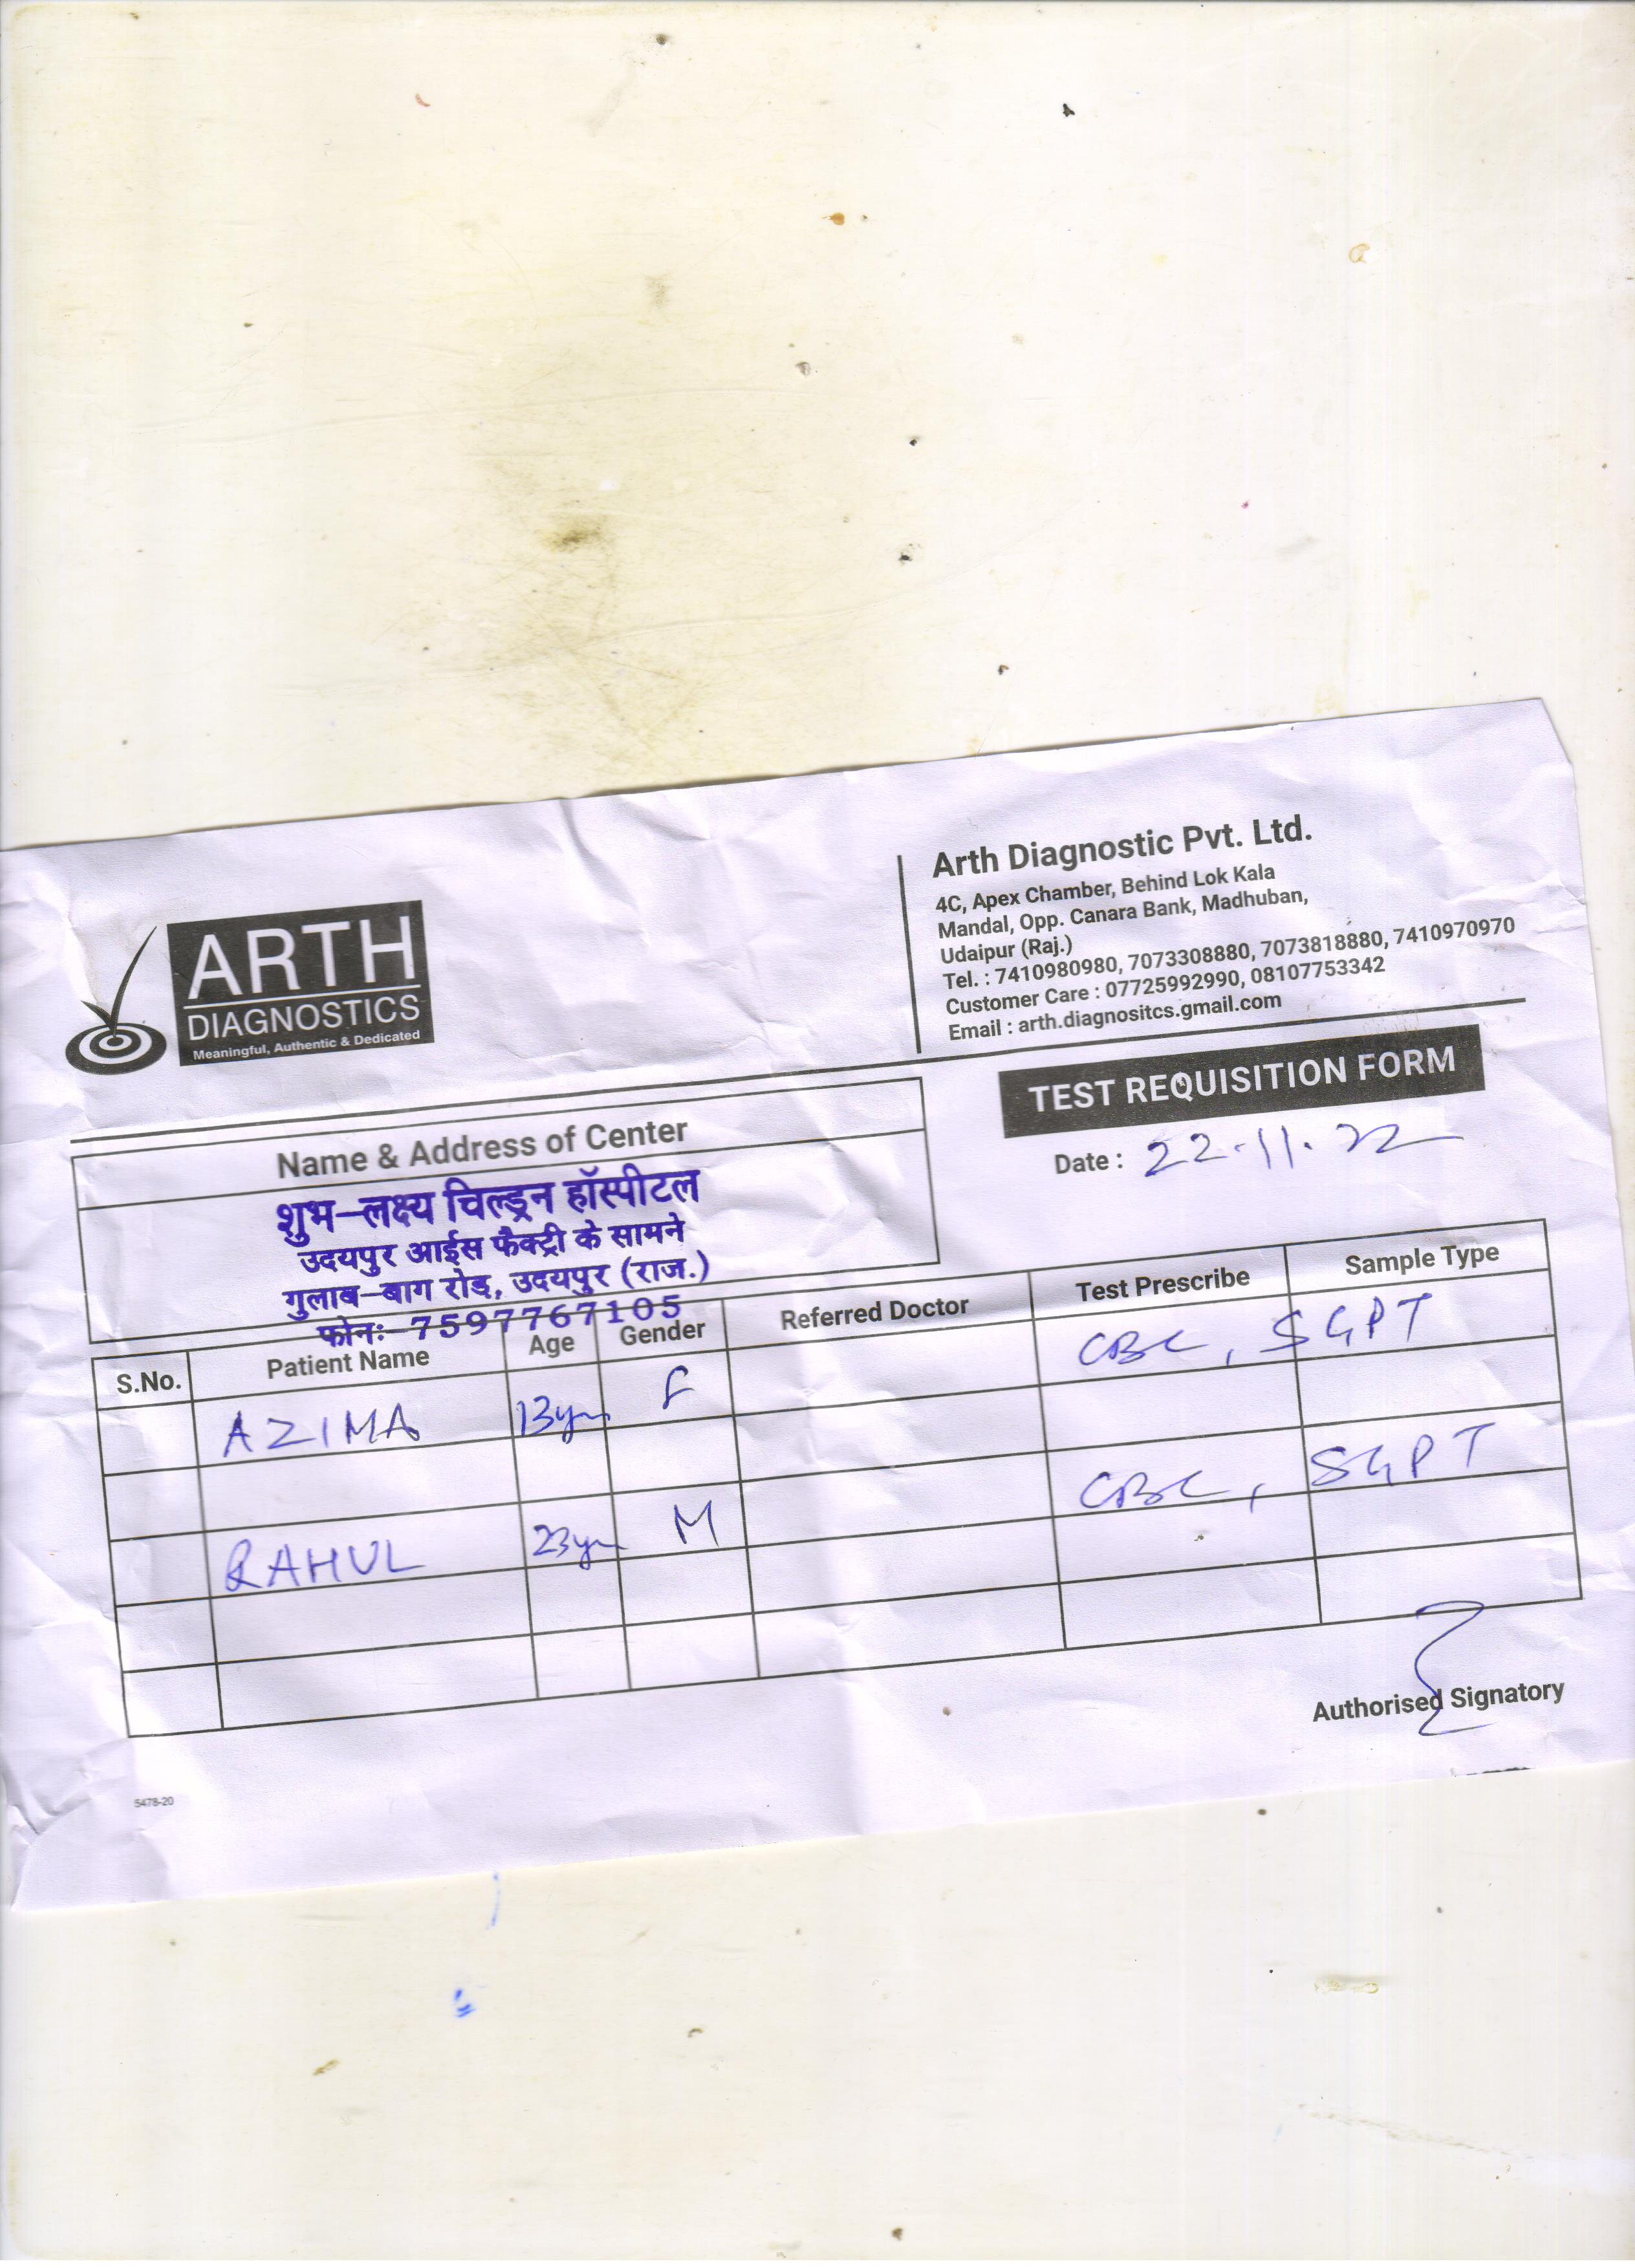 ARTH
DIAGNOSTICS
Meaningful, Authentic & Dedicated
Arth Diagnostic Pvt. Ltd.
4C, Apex Chamber, Behind Lok Kala
Mandal, Opp. Canara Bank, Madhuban,
Udaipur (Raj.)
Tel. : 7410980980, 7073308880, 7073818880, 7410970970
Customer Care : 07725992990, 08107753342
Email : arth.diagnositcs.gmail.com
TEST REQUISITION FORM
Date : 22.11.22
Name & Address of Center
शुभ-लक्ष्य चिल्ड्रन हॉस्पीटल
उदयपुर आईस फैक्ट्री के सामने
गुलाब-बाग रोड़, उदयपुर (राज.)
फोनः- 7597767105
S.No. Patient Name Age Gender Referred Doctor Test Prescribe Sample Type
AZIMA 13yrs F CBC, SGPT
RAHUL 23yrs M CBC, SGPT
Authorised Signatory
5478-20